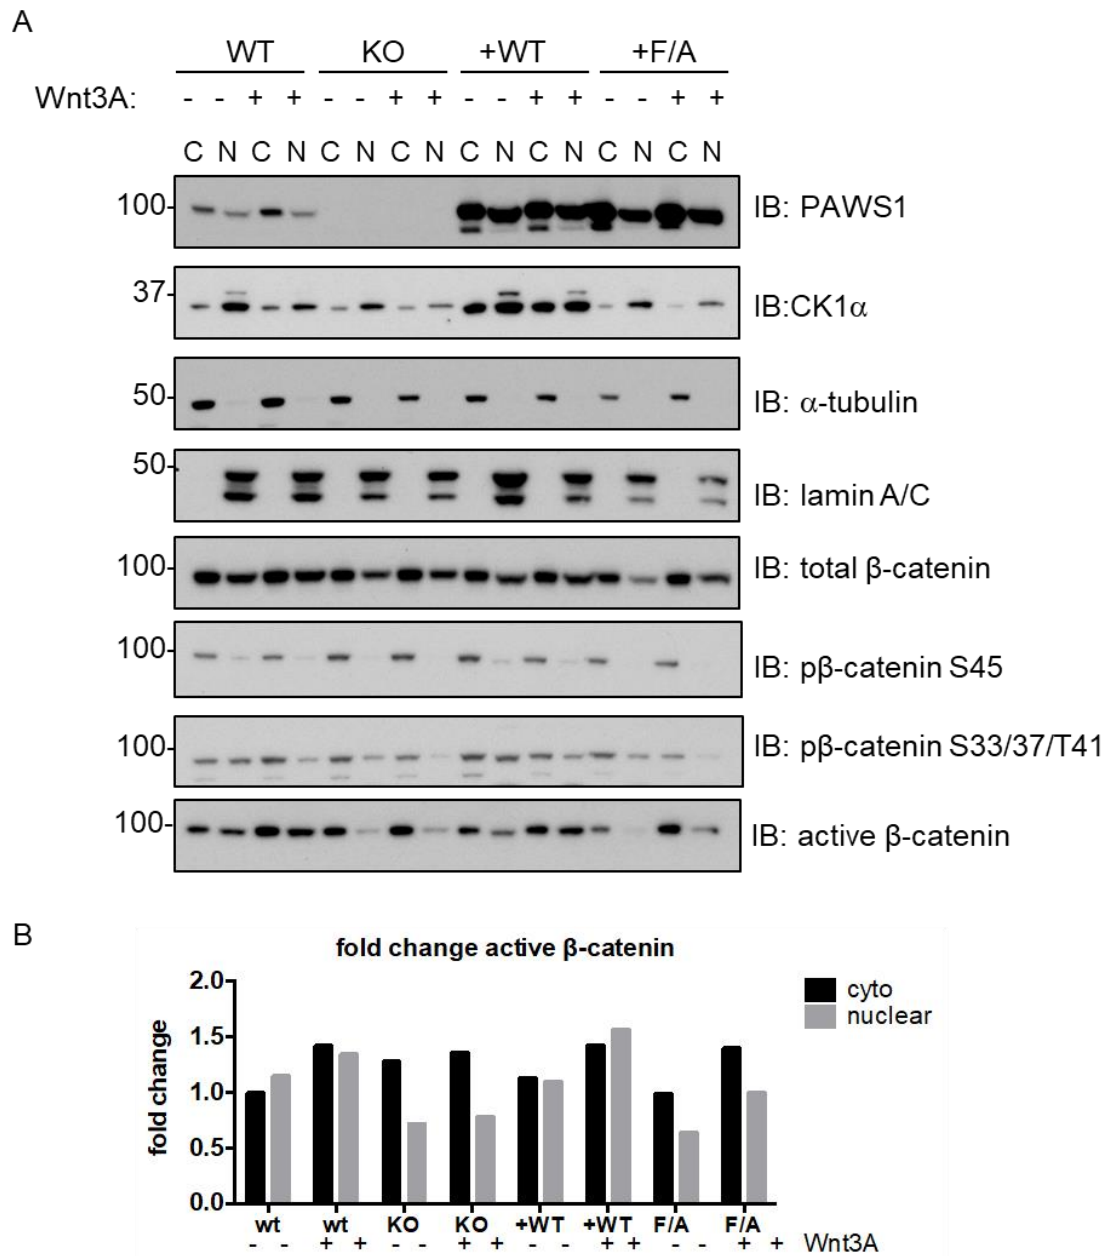 A
WT KO +WT +F/A
Wnt3A: - - + + - - + + - - + + - - + +
C N C N C N C N C N C N C N C N
100 IB: PAWS1
37 IB:CK1α
50 IB: α-tubulin
50 IB: lamin A/C
100 IB: total β-catenin
100 IB: pβ-catenin S45
100 IB: pβ-catenin S33/37/T41
100 IB: active β-catenin
B
fold change active β-catenin
cyto
nuclear
fold change
2.0
1.5
1.0
0.5
0.0
wt wt KO KO +WT +WT F/A F/A
- - + + - - + + - - + + - - + + Wnt3A